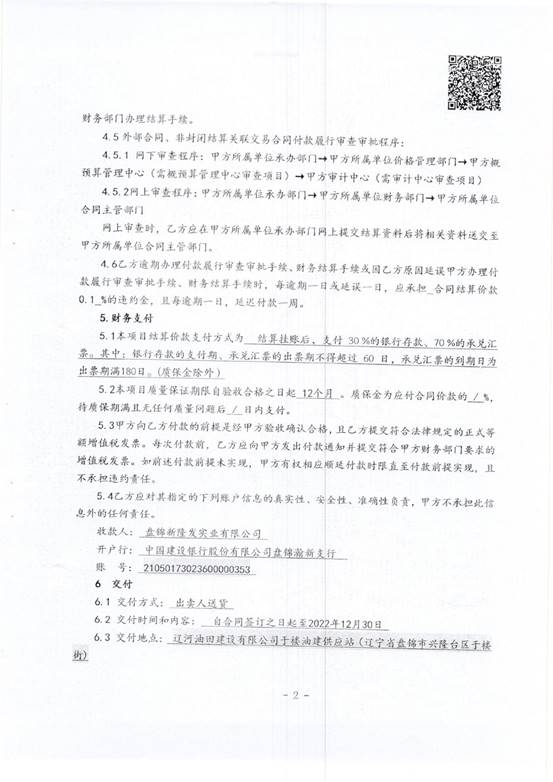 财务部门办理结算手续。
4.5外部合同、非封闭结算关联交易合同付款履行审查审批程序：
4.5.1 网下审查程序：甲方所属单位承办部门→甲方所属单位价格管理部门→甲方概
预算管理中心（需概预算管理中心审查项目）→甲方审计中心（需审计中心审查项目）
4.5.2网上审查程序：甲方所属单位承办部门→甲方所属单位财务部门→甲方所属单位
合同主管部门
网上审查时，乙方应在甲方所属单位承办部门网上提交结算资料后将相关资料送交至
甲方所属单位合同主管部门。
4.6乙方逾期办理付款履行审查审批手续、财务结算手续或因乙方原因延误甲方办理付
款履行审查审批手续、财务结算手续时，每逾期一日或延误一日，应承担_合同结算价款
0.1_%的违约金，且每逾期一日，延迟付款一周。
5.财务支付
5.1本项目结算价款支付方式为 结算挂账后、支付 30%的银行存款、70%的承兑汇
票。其中：银行存款的支付期、承兑汇票的出票期不得超过 60 日，承兑汇票的到期日为
出票期满180日。(质保金除外)
5.2本项目质量保证期限自验收合格之日起 12个月 。质保金为应付合同价款的 / %，
待质保期满且无任何质量问题后 / 日内支付。
5.3甲方向乙方付款的前提是经甲方验收确认合格，且乙方提交符合法律规定的正式等
额增值税发票。每次付款前，乙方应向甲方发出付款通知并提交符合甲方财务部门要求的
增值税发票。如前述付款前提未实现，甲方有权相应顺延付款时限直至付款前提实现，且
不承担违约责任。
5.4乙方应对其指定的下列账户信息的真实性、安全性、准确性负责，甲方不承担此信
息外的任何责任。
收款人： 盘锦新隆发实业有限公司
开户行： 中国建设银行股份有限公司盘锦瀚新支行
账 号： 21050173023600000353
6 交付
6.1 交付方式： 出卖人送货
6.2 交付时间和内容： 自合同签订之日起至2022年12月30日
6.3 交付地点： 辽河油田建设有限公司于楼油建供应站（辽宁省盘锦市兴隆台区于楼
街）
- 2 -